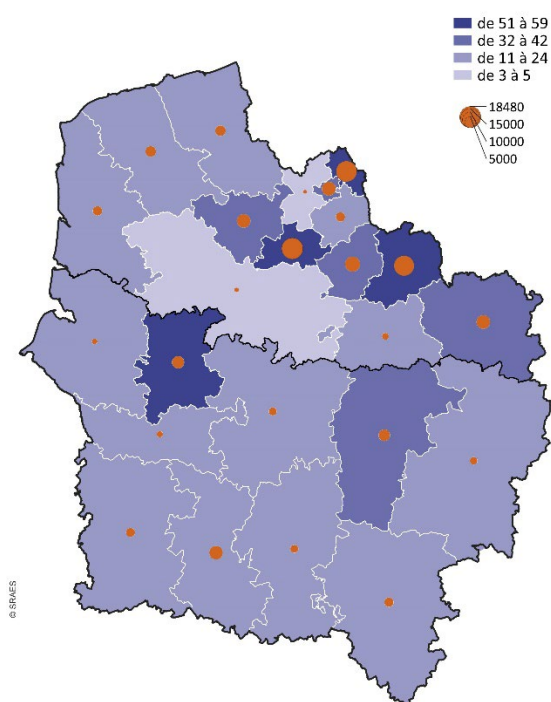 de 51 à 59
de 32 à 42
de 11 à 24
de 3 à 5
18480
15000
10000
5000
© SRAES